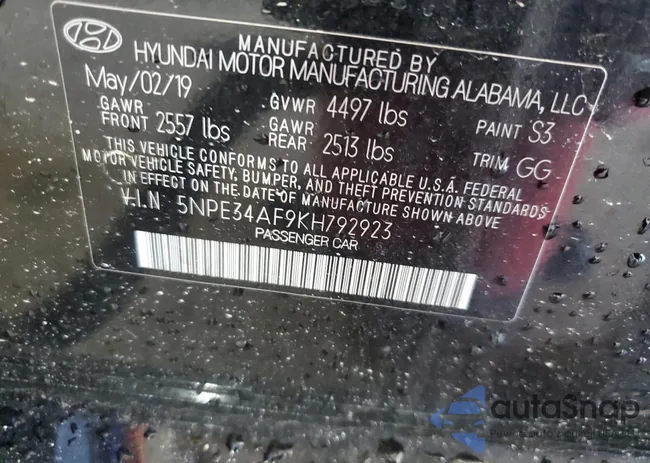 MANUFACTURED BY
HYUNDAI MOTOR MANUFACTURING ALABAMA, LLC
May/02/19
GAWR FRONT 2557 lbs
GVWR 4497 lbs
GAWR REAR 2513 lbs
PAINT S3
TRIM GG
THIS VEHICLE CONFORMS TO ALL APPLICABLE U.S.A. FEDERAL
MOTOR VEHICLE SAFETY, BUMPER, AND THEFT PREVENTION STANDARDS
IN EFFECT ON THE DATE OF MANUFACTURE SHOWN ABOVE
V.I.N 5NPE34AF9KH792923
PASSENGER CAR
autoSnap